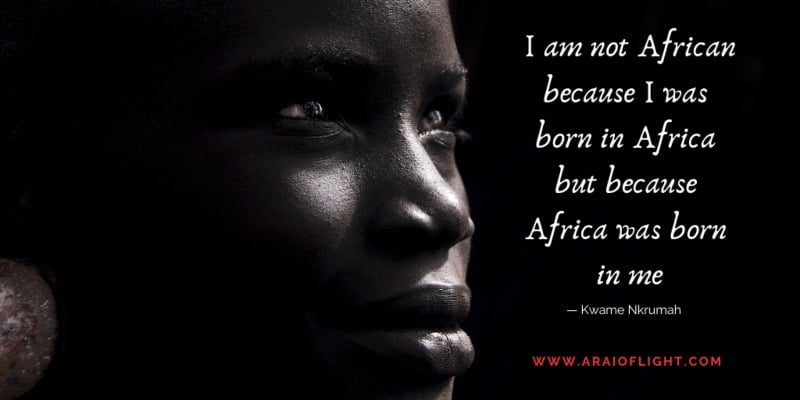 I am not African
because I was
born in Africa
but because
Africa was born
in me
— Kwame Nkrumah
WWW.ARAIOFLIGHT.COM